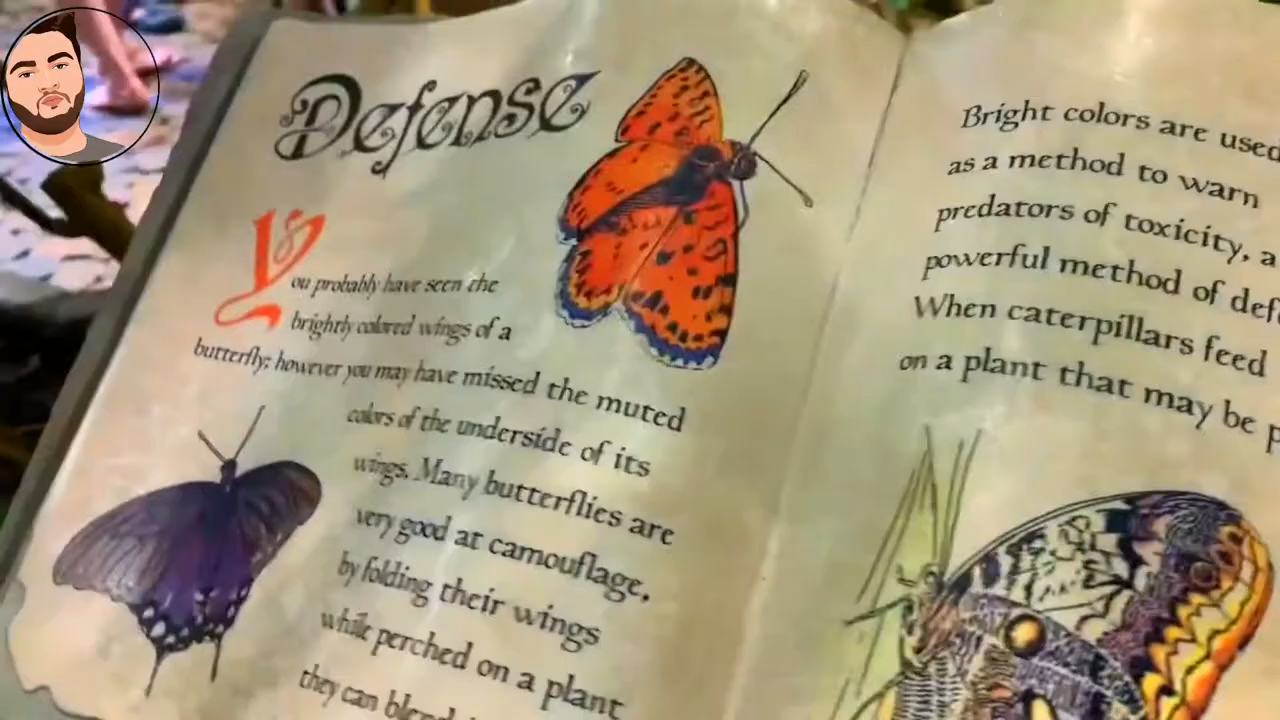 Defense
You probably have seen the
brightly colored wings of a
butterfly; however you may have missed the muted
colors of the underside of its
wings. Many butterflies are
very good at camouflage,
by folding their wings
while perched on a plant
they can blend
Bright colors are used
as a method to warn
predators of toxicity, a
powerful method of
When caterpillars feed
on a plant that may be